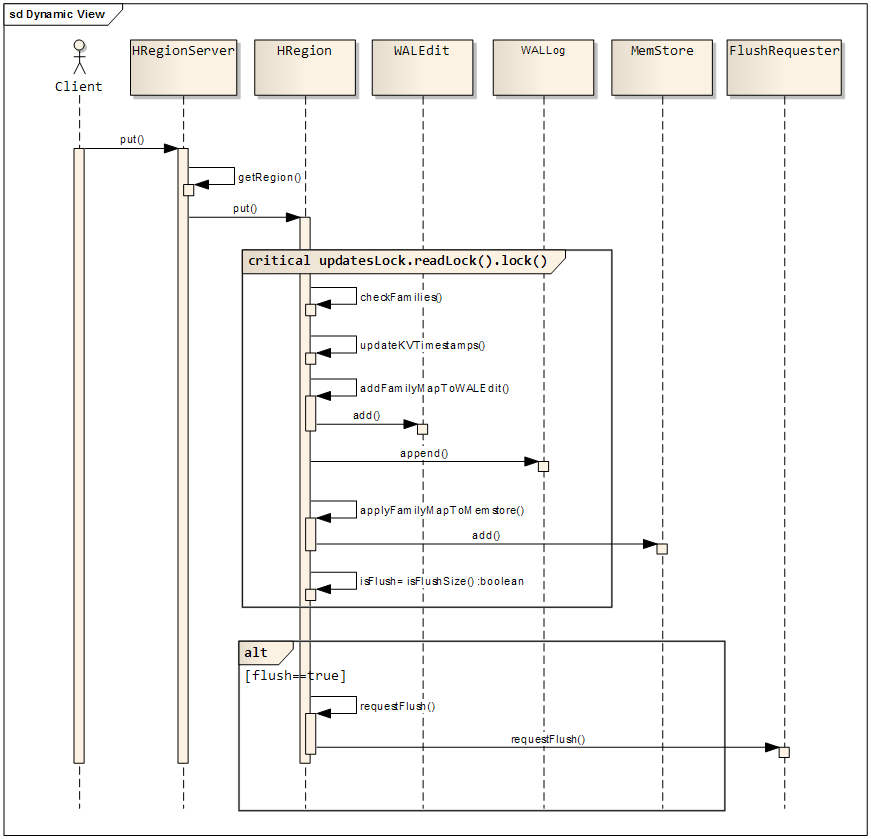 sd Dynamic View
HRegionServer
HRegion
WALEdit
WALLog
MemStore
FlushRequester
Client
put()
getRegion()
put()
critical updatesLock.readLock().lock()
checkFamilies()
updateKVTimestamps()
addFamilyMapToWALEdit()
add()
append()
applyFamilyMapToMemstore()
add()
isFlush= isFlushSize() :boolean
alt
[flush==true]
requestFlush()
requestFlush()